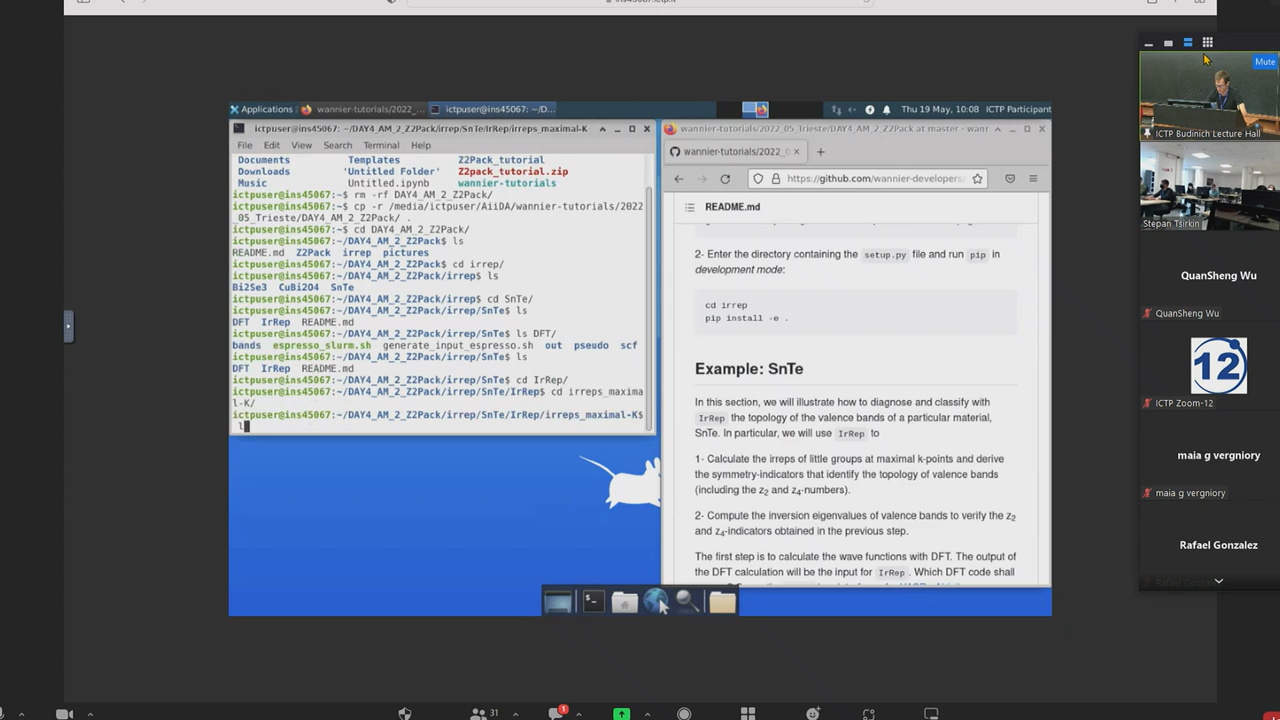 Applications
wannier-tutorials/2022_...
ictpuser@ins45067: ~/D...
Thu 19 May, 10:08
ICTP Participant
ictpuser@ins45067: ~/DAY4_AM_2_Z2Pack/irrep/SnTe/IrRep/irreps_maximal-K
File Edit View Search Terminal Help
Documents Templates Z2Pack_tutorial
Downloads 'Untitled Folder' Z2Pack_tutorial.zip
Music Untitled.ipynb wannier-tutorials
ictpuser@ins45067:~$ rm -rf DAY4_AM_2_Z2Pack/
ictpuser@ins45067:~$ cp -r /media/ictpuser/AiiDA/wannier-tutorials/2022
_05_Trieste/DAY4_AM_2_Z2Pack/ .
ictpuser@ins45067:~$ cd DAY4_AM_2_Z2Pack/
ictpuser@ins45067:~/DAY4_AM_2_Z2Pack$ ls
README.md Z2Pack irrep pictures
ictpuser@ins45067:~/DAY4_AM_2_Z2Pack$ cd irrep/
ictpuser@ins45067:~/DAY4_AM_2_Z2Pack/irrep$ ls
Bi2Se3 CuBi2O4 SnTe
ictpuser@ins45067:~/DAY4_AM_2_Z2Pack/irrep$ cd SnTe/
ictpuser@ins45067:~/DAY4_AM_2_Z2Pack/irrep/SnTe$ ls
DFT IrRep README.md
ictpuser@ins45067:~/DAY4_AM_2_Z2Pack/irrep/SnTe$ ls DFT/
bands espresso_slurm.sh generate_input_espresso.sh out pseudo scf
ictpuser@ins45067:~/DAY4_AM_2_Z2Pack/irrep/SnTe$ ls
DFT IrRep README.md
ictpuser@ins45067:~/DAY4_AM_2_Z2Pack/irrep/SnTe$ cd IrRep/
ictpuser@ins45067:~/DAY4_AM_2_Z2Pack/irrep/SnTe/IrRep$ cd irreps_maxima
l-K/
ictpuser@ins45067:~/DAY4_AM_2_Z2Pack/irrep/SnTe/IrRep/irreps_maximal-K$
l
wannier-tutorials/2022_05_Trieste/DAY4_AM_2_Z2Pack at master · wanr
wannier-tutorials/2022_0
https://github.com/wannier-developers/
README.md
2- Enter the directory containing the setup.py file and run pip in
development mode:
cd irrep
pip install -e .
Example: SnTe
In this section, we will illustrate how to diagnose and classify with
IrRep the topology of the valence bands of a particular material,
SnTe. In particular, we will use IrRep to
1- Calculate the irreps of little groups at maximal k-points and derive
the symmetry-indicators that identify the topology of valence bands
(including the z2 and z4-numbers).
2- Compute the inversion eigenvalues of valence bands to verify the z2
and z4-indicators obtained in the previous step.
The first step is to calculate the wave functions with DFT. The output of
the DFT calculation will be the input for IrRep. Which DFT code shall
Mute
ICTP Budinich Lecture Hall
Stepan Tsirkin
QuanSheng Wu
QuanSheng Wu
12
ICTP Zoom-12
maia g vergniory
maia g vergniory
Rafael Gonzalez
31
1